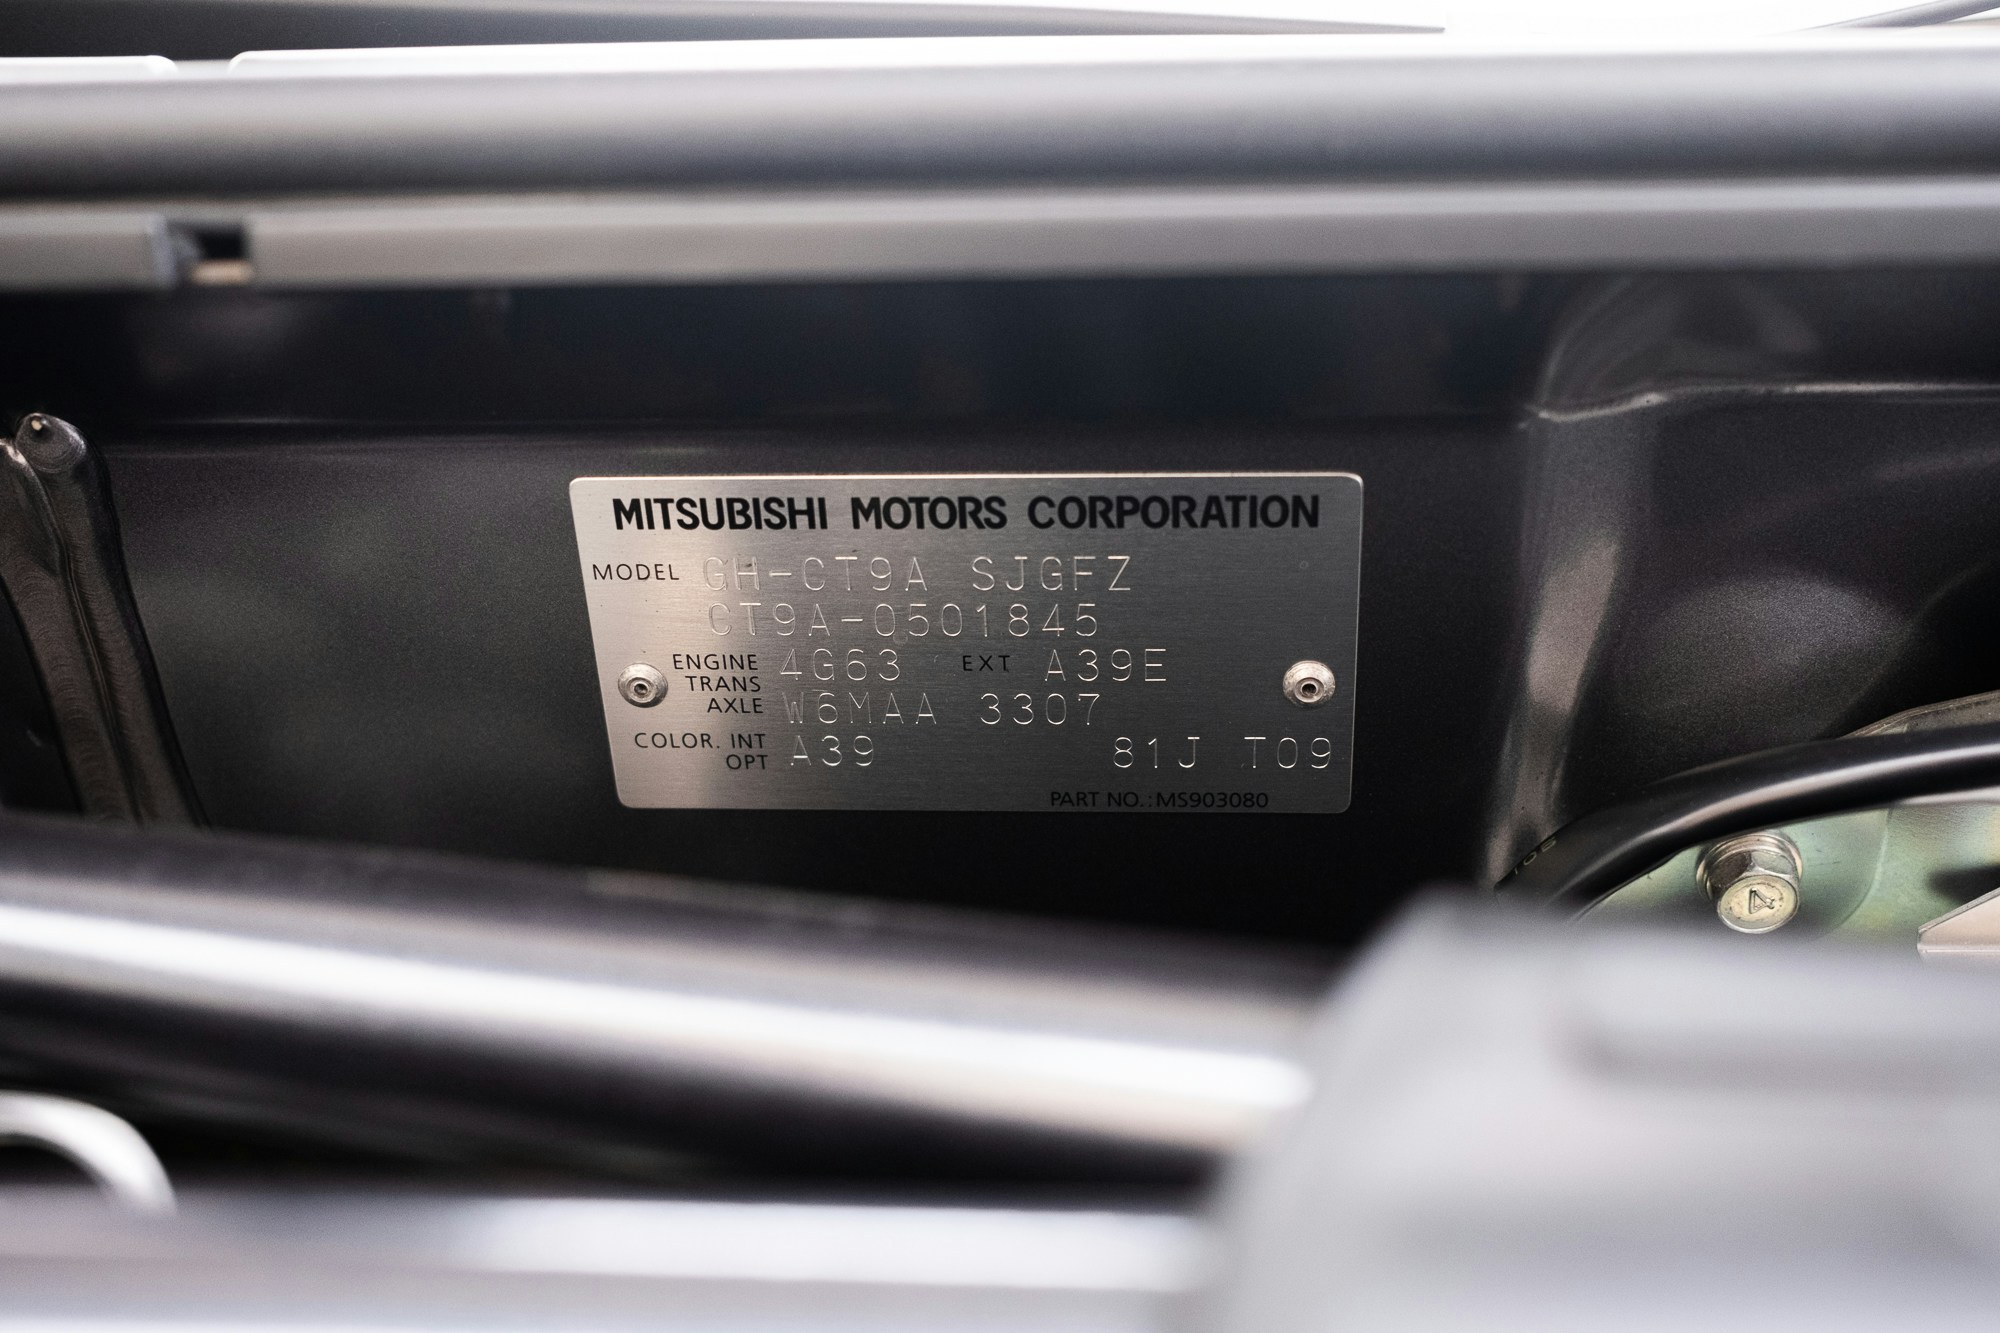 MITSUBISHI MOTORS CORPORATION
MODEL GH-CT9A SJGFZ
CT9A-0501845
ENGINE 4G63 EXT A39E
TRANS
AXLE W6MAA 3307
COLOR. INT A39 81J T09
OPT
PART NO.:MS903080